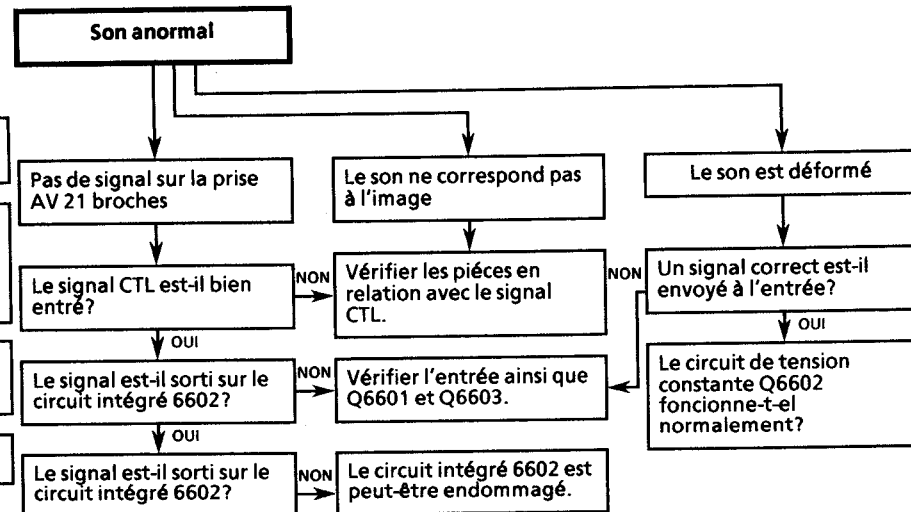 Son anormal
Pas de signal sur la prise
AV 21 broches
Le son ne correspond pas
à l'image
Le son est déformé
Le signal CTL est-il bien
entré?
NON
Vérifier les piéces en
relation avec le signal
CTL.
NON
Un signal correct est-il
envoyé à l'entrée?
OUI
OUI
Le signal est-il sorti sur le
circuit intégré 6602?
NON
Vérifier l'entrée ainsi que
Q6601 et Q6603.
Le circuit de tension
constante Q6602
foncionne-t-el
normalement?
OUI
Le signal est-il sorti sur le
circuit intégré 6602?
NON
Le circuit intégré 6602 est
peut-être endommagé.